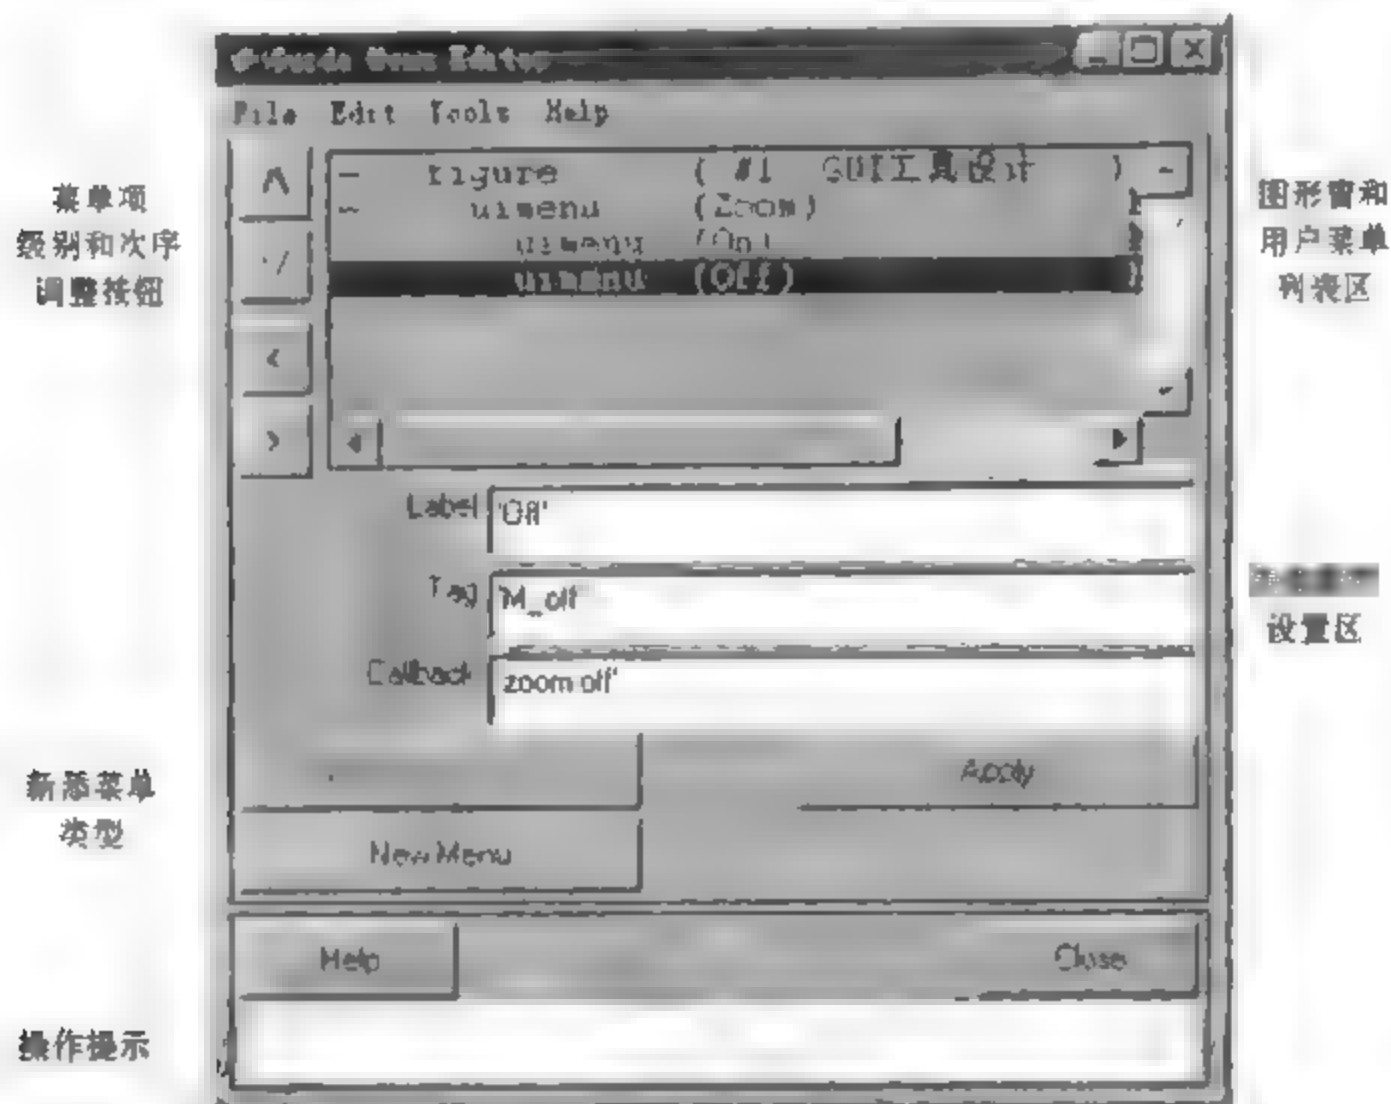 Guide Menu Editor
File Edit Tools Help
菜单项
级别和次序
调整按钮
∧
∨
<
>
figure ( #1 GUI工具设计 )
uimenu (Zoom)
uimenu (On)
uimenu (Off)
图形窗和
用户菜单
列表区
Label 'Off'
Tag 'M_off'
Callback 'zoom off'
设置区
Apply
新添菜单
类型
New Menu
Help Close
操作提示